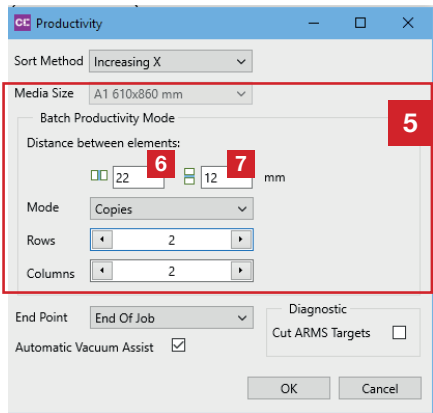 CC Productivity
Sort Method Increasing X
Media Size A1 610x860 mm
Batch Productivity Mode
5
Distance between elements:
6 7
22 12 mm
Mode Copies
Rows 2
Columns 2
End Point End Of Job
Diagnostic
Cut ARMS Targets
Automatic Vacuum Assist
OK Cancel